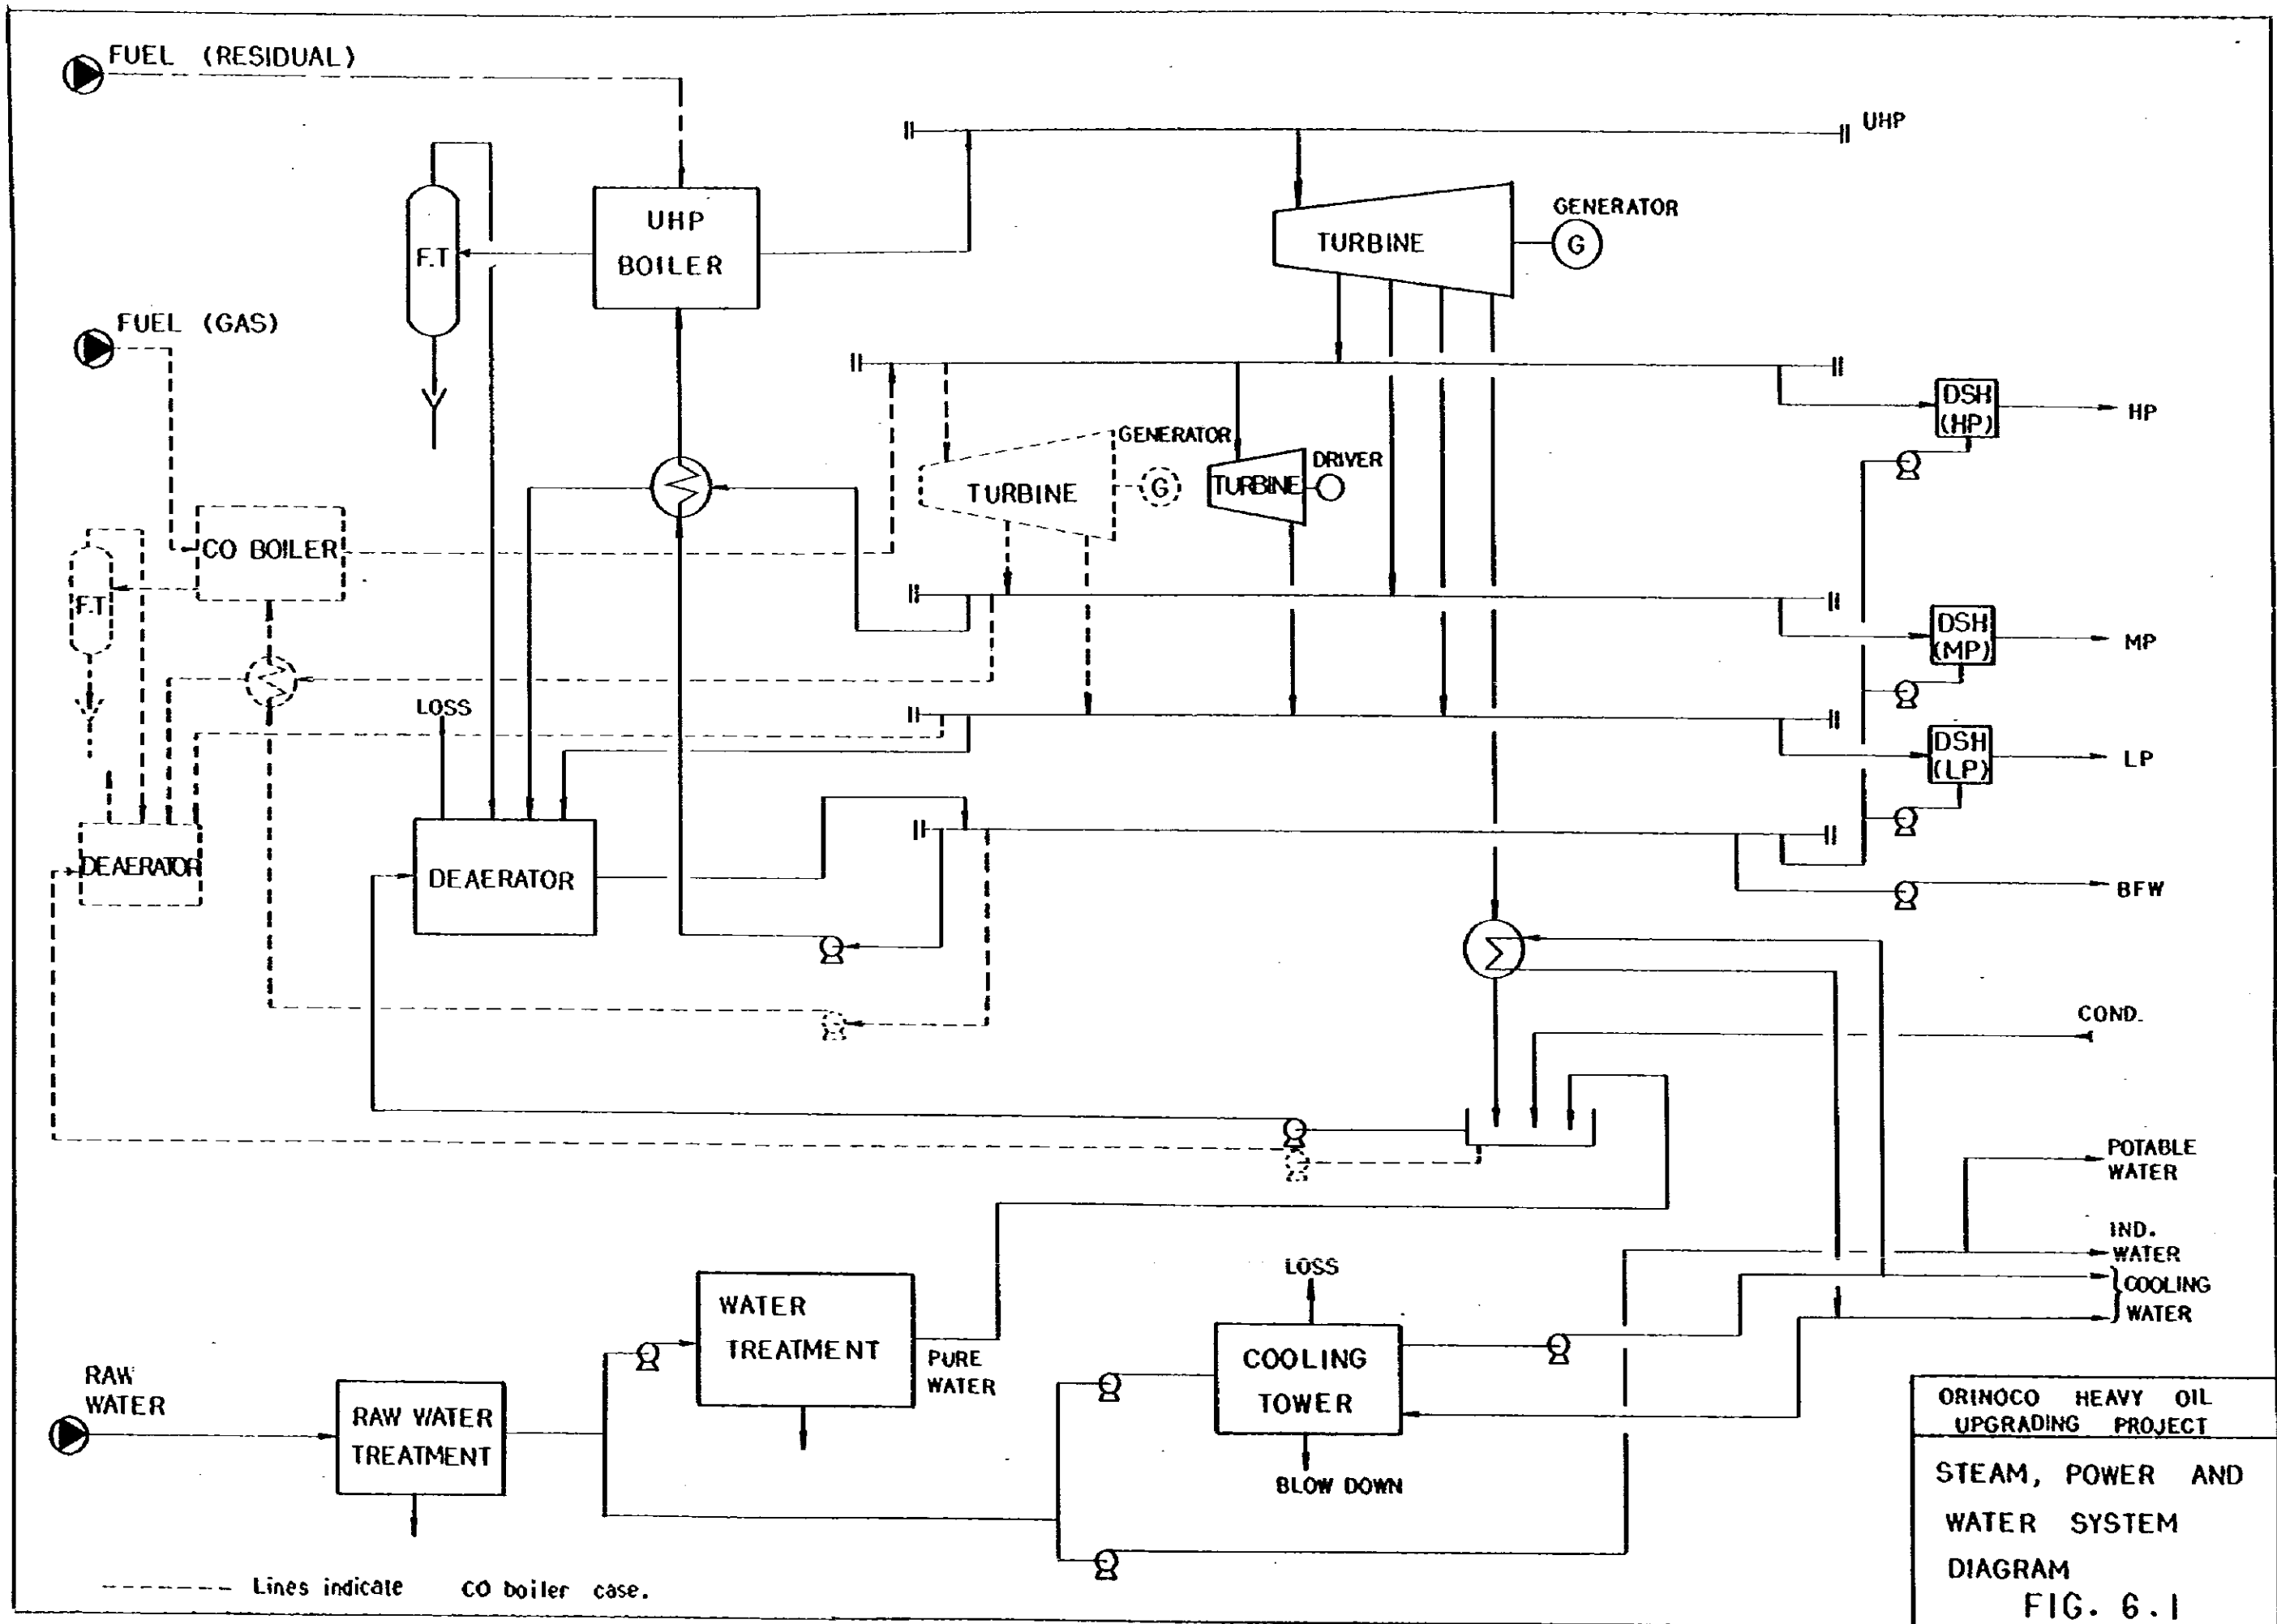 FUEL (RESIDUAL)
UHP
UHP
BOILER
F.T
GENERATOR
TURBINE
G
FUEL (GAS)
DSH
(HP)
HP
GENERATOR
DRIVER
TURBINE
G
TURBINE
CO BOILER
F.T
DSH
(MP)
MP
LOSS
DSH
(LP)
LP
DEAERATOR
DEAERATOR
BFW
COND.
POTABLE
WATER
IND.
WATER
COOLING
WATER
LOSS
WATER
TREATMENT
PURE
WATER
COOLING
TOWER
BLOW DOWN
RAW
WATER
RAW WATER
TREATMENT
ORINOCO HEAVY OIL
UPGRADING PROJECT
STEAM, POWER AND
WATER SYSTEM
DIAGRAM
FIG. 6.1
------- Lines indicate CO boiler case.